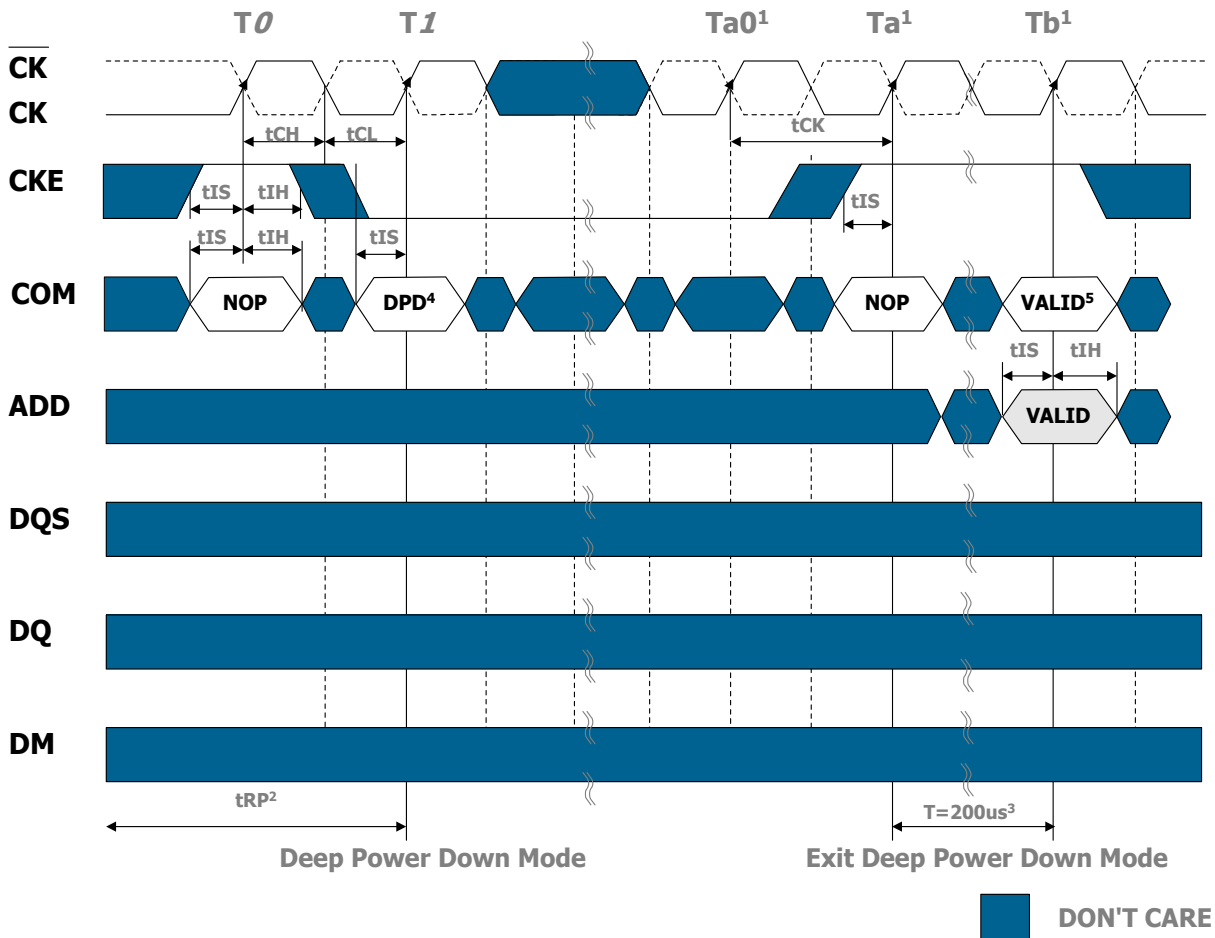 T0 T1 Ta0¹ Ta¹ Tb¹
CK
CK
tCH tCL tCK
CKE
tIS tIH tIS
tIS tIH tIS
COM NOP DPD⁴ NOP VALID⁵
tIS tIH
ADD VALID
DQS
DQ
DM
tRP² T=200us³
Deep Power Down Mode Exit Deep Power Down Mode
DON'T CARE